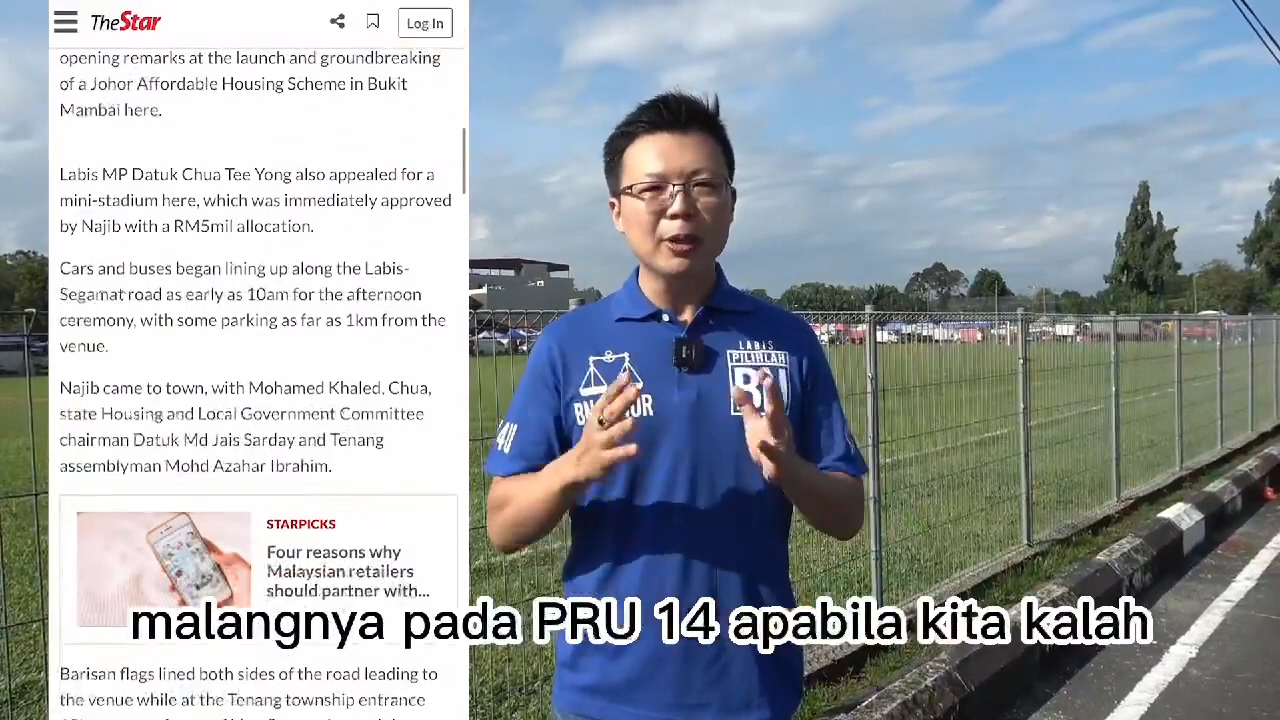 TheStar
Log In
opening remarks at the launch and groundbreaking
of a Johor Affordable Housing Scheme in Bukit
Mambai here.
Labis MP Datuk Chua Tee Yong also appealed for a
mini-stadium here, which was immediately approved
by Najib with a RM5mil allocation.
Cars and buses began lining up along the Labis-
Segamat road as early as 10am for the afternoon
ceremony, with some parking as far as 1km from the
venue.
Najib came to town, with Mohamed Khaled, Chua,
state Housing and Local Government Committee
chairman Datuk Md Jais Sarday and Tenang
assemblyman Mohd Azahar Ibrahim.
STARPICKS
Four reasons why
Malaysian retailers
should partner with...
Barisan flags lined both sides of the road leading to
the venue while at the Tenang township entrance
LABIS
PILIHLAH
malangnya pada PRU 14 apabila kita kalah